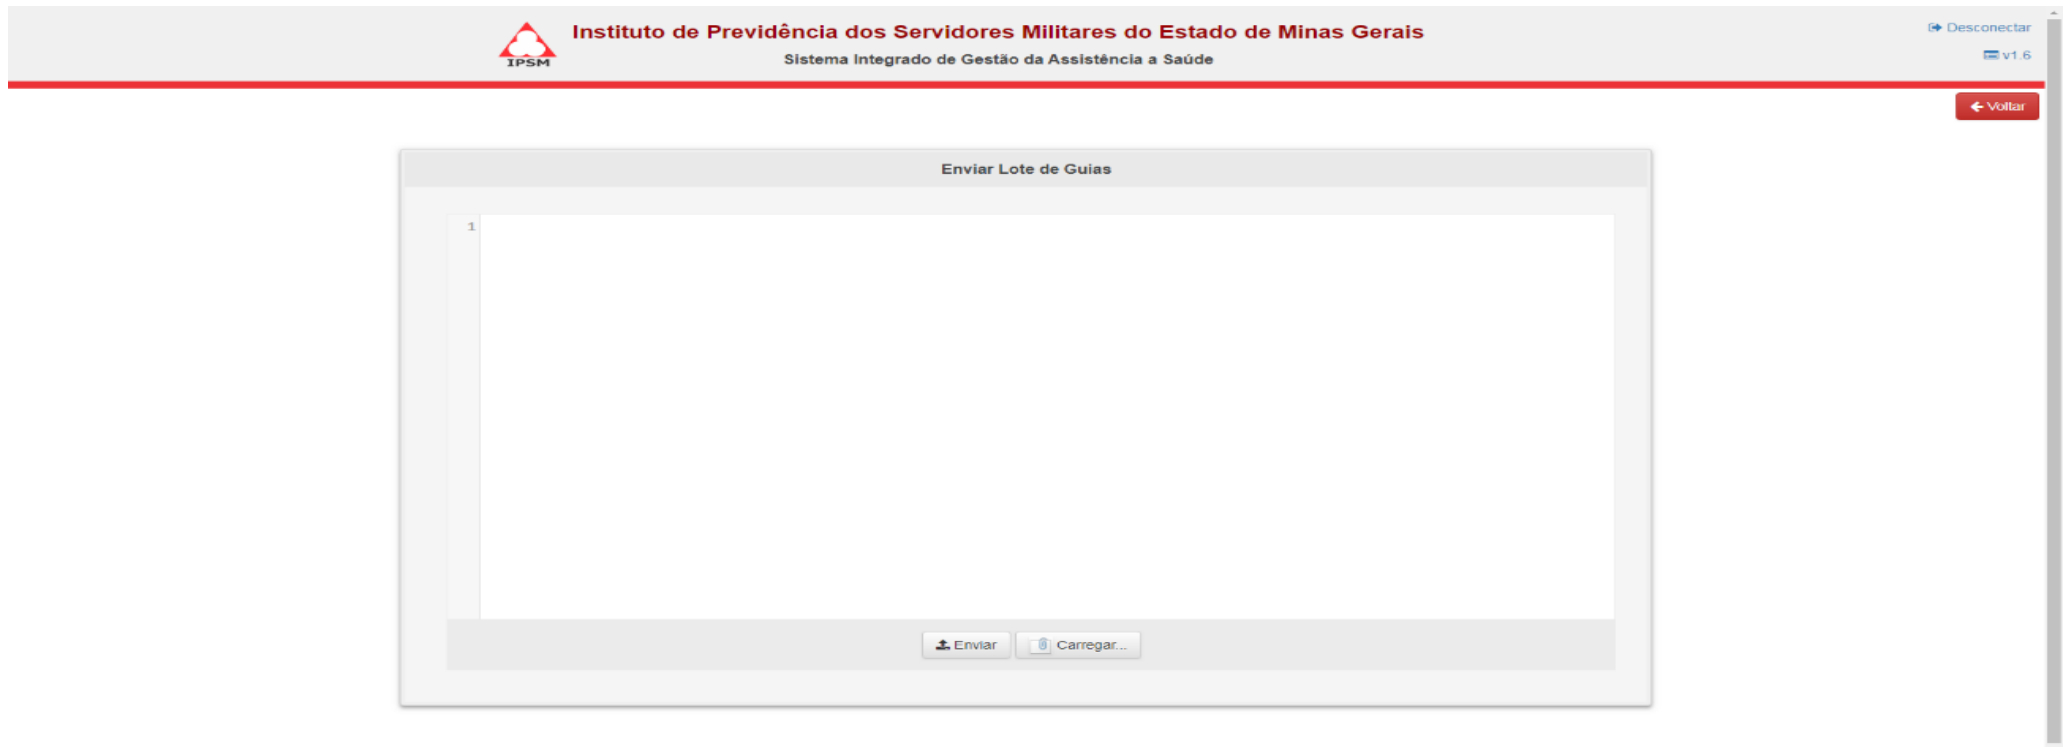 Instituto de Previdência dos Servidores Militares do Estado de Minas Gerais
Desconectar
IPSM
Sistema Integrado de Gestão da Assistência a Saúde
v1.6
Voltar
Enviar Lote de Guias
1
Enviar
Carregar...